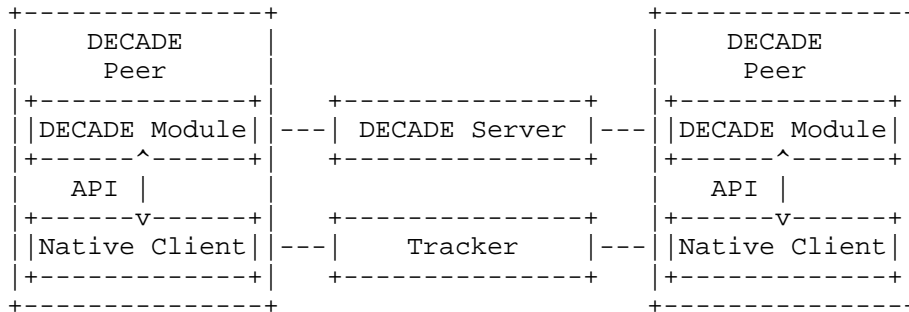 +---------------+                       +---------------
|    DECADE     |                       |    DECADE
|     Peer      |                       |     Peer
|+-------------+|   +---------------+   |+-------------+
||DECADE Module||---| DECADE Server |---||DECADE Module|
|+------^------+|   +---------------+   |+------^------+
|   API |       |                       |   API |
|+------v------+|   +---------------+   |+------v------+
||Native Client||---|    Tracker    |---||Native Client|
|+-------------+|   +---------------+   |+-------------+
+---------------+                       +---------------